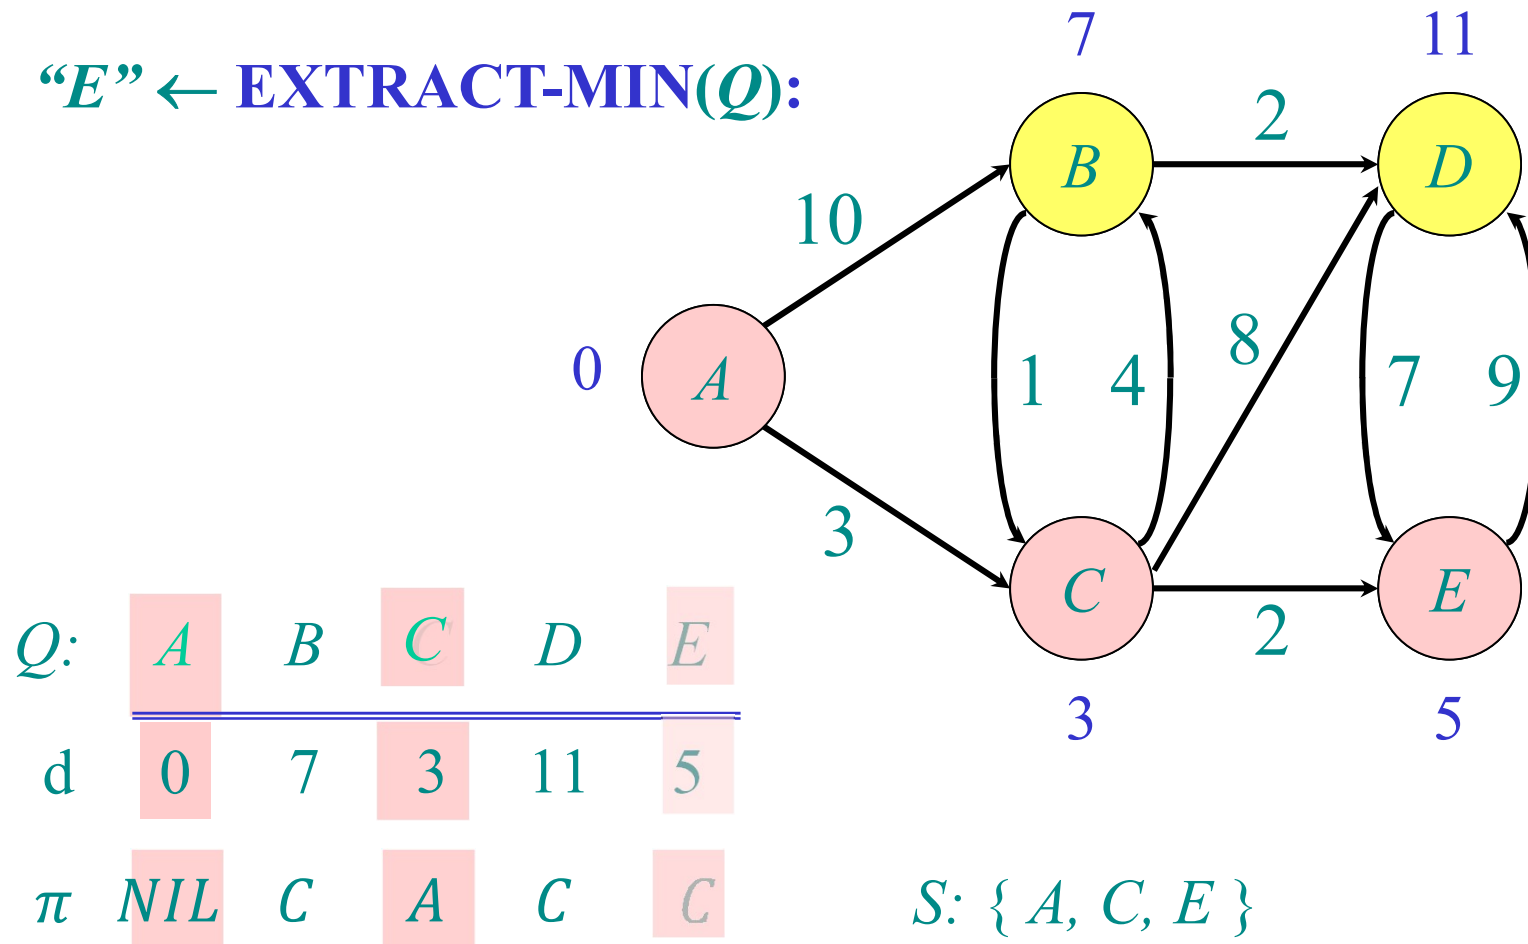 7 11
“E” ← EXTRACT-MIN(Q):
2
B D
10
8
0 A 1 4 7 9
3
C E
2
Q: A B C D E
3 5
d 0 7 3 11 5
π NIL C A C C
S: { A, C, E }